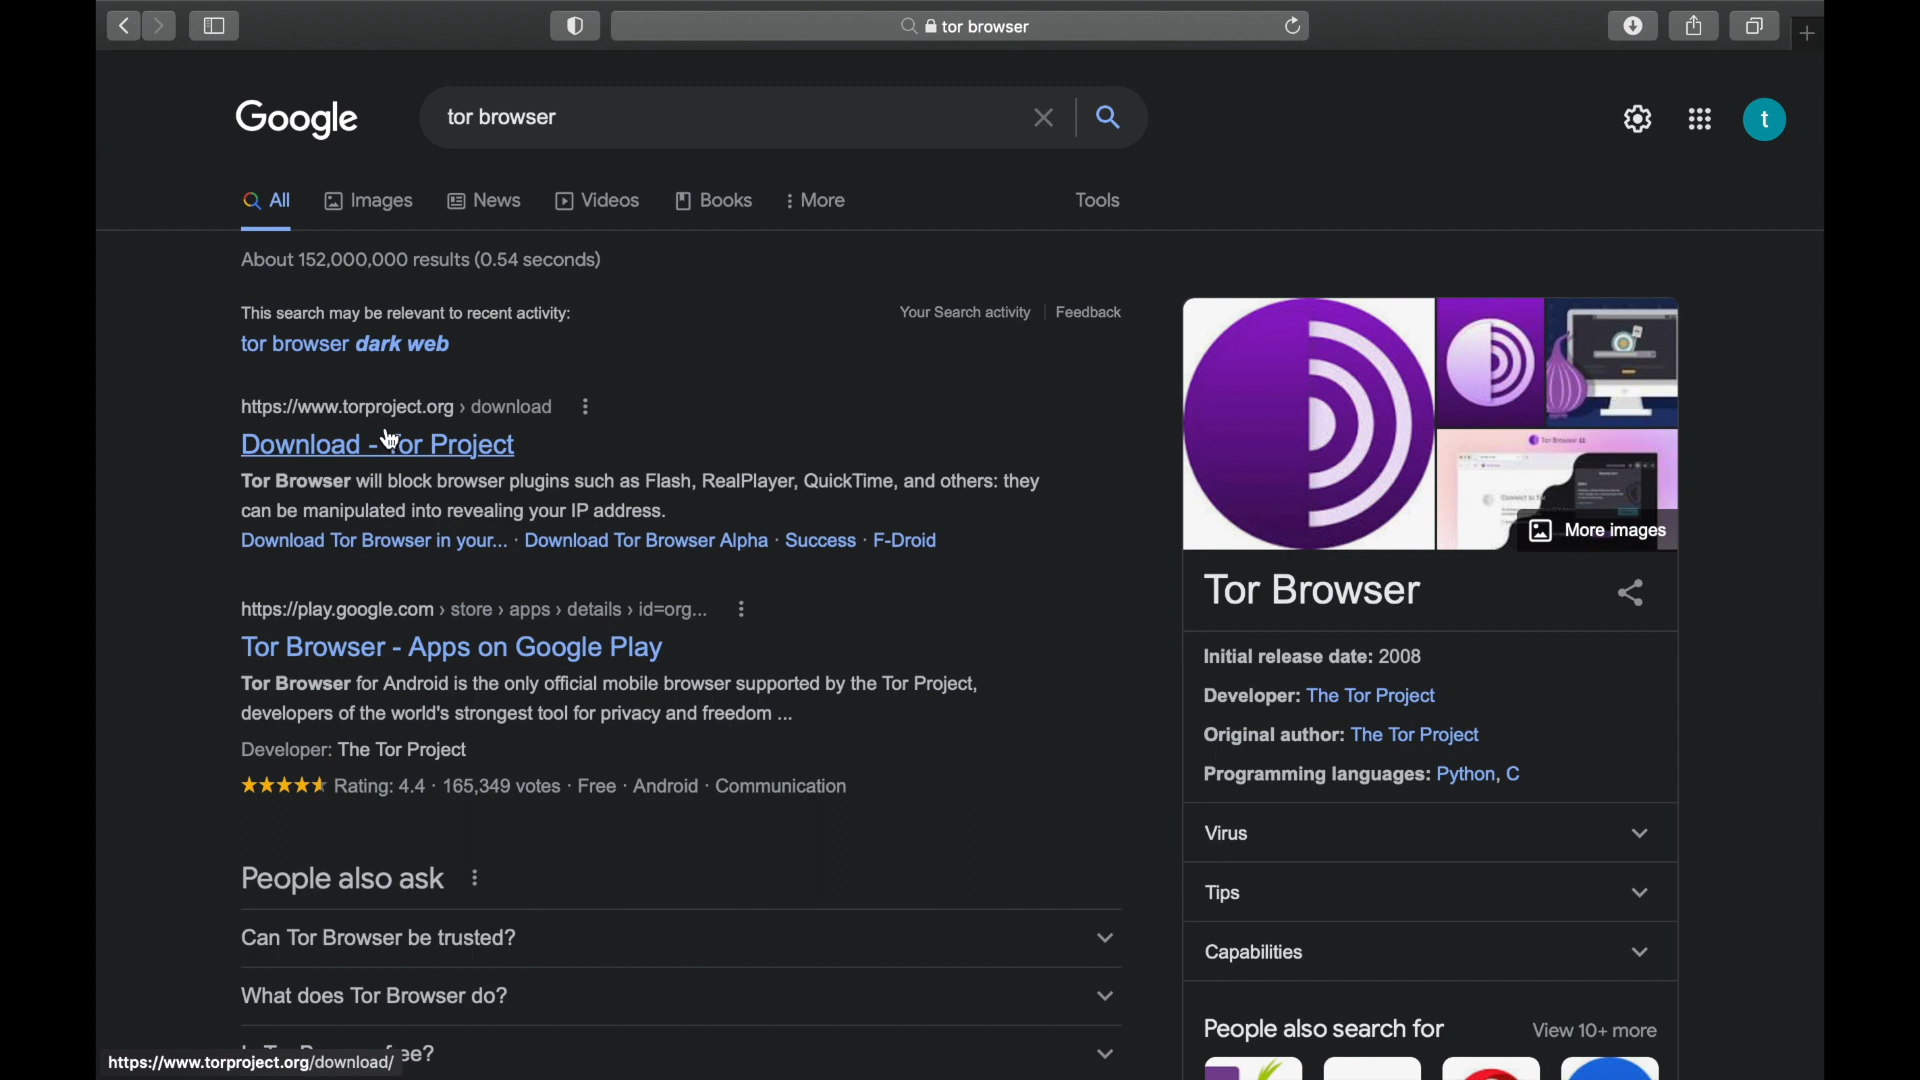 tor browser
Google
tor browser
t
All
Images
News
Videos
Books
More
Tools
About 152,000,000 results (0.54 seconds)
This search may be relevant to recent activity:
Your Search activity
Feedback
tor browser dark web
https://www.torproject.org › download
Download - Tor Project
Tor Browser will block browser plugins such as Flash, RealPlayer, QuickTime, and others: they
can be manipulated into revealing your IP address.
Download Tor Browser in your... · Download Tor Browser Alpha · Success · F-Droid
https://play.google.com › store › apps › details › id=org...
Tor Browser - Apps on Google Play
Tor Browser for Android is the only official mobile browser supported by the Tor Project,
developers of the world's strongest tool for privacy and freedom ...
Developer: The Tor Project
Rating: 4.4 · 165,349 votes · Free · Android · Communication
People also ask
Can Tor Browser be trusted?
What does Tor Browser do?
ee?
https://www.torproject.org/download/
More images
Tor Browser
Initial release date: 2008
Developer: The Tor Project
Original author: The Tor Project
Programming languages: Python, C
Virus
Tips
Capabilities
People also search for
View 10+ more